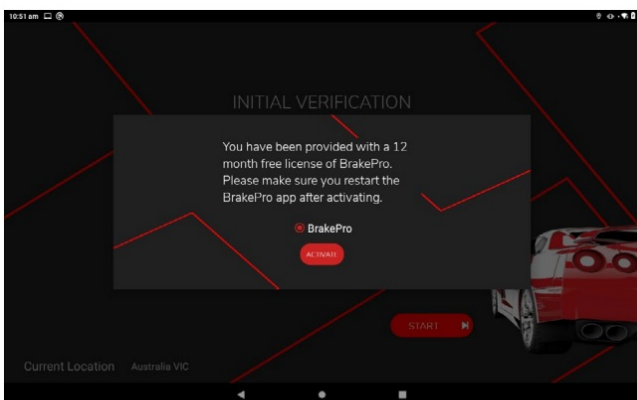 10:51 am
INITIAL VERIFICATION
You have been provided with a 12
month free license of BrakePro.
Please make sure you restart the
BrakePro app after activating.
BrakePro
ACTIVATE
START
Current Location Australia VIC